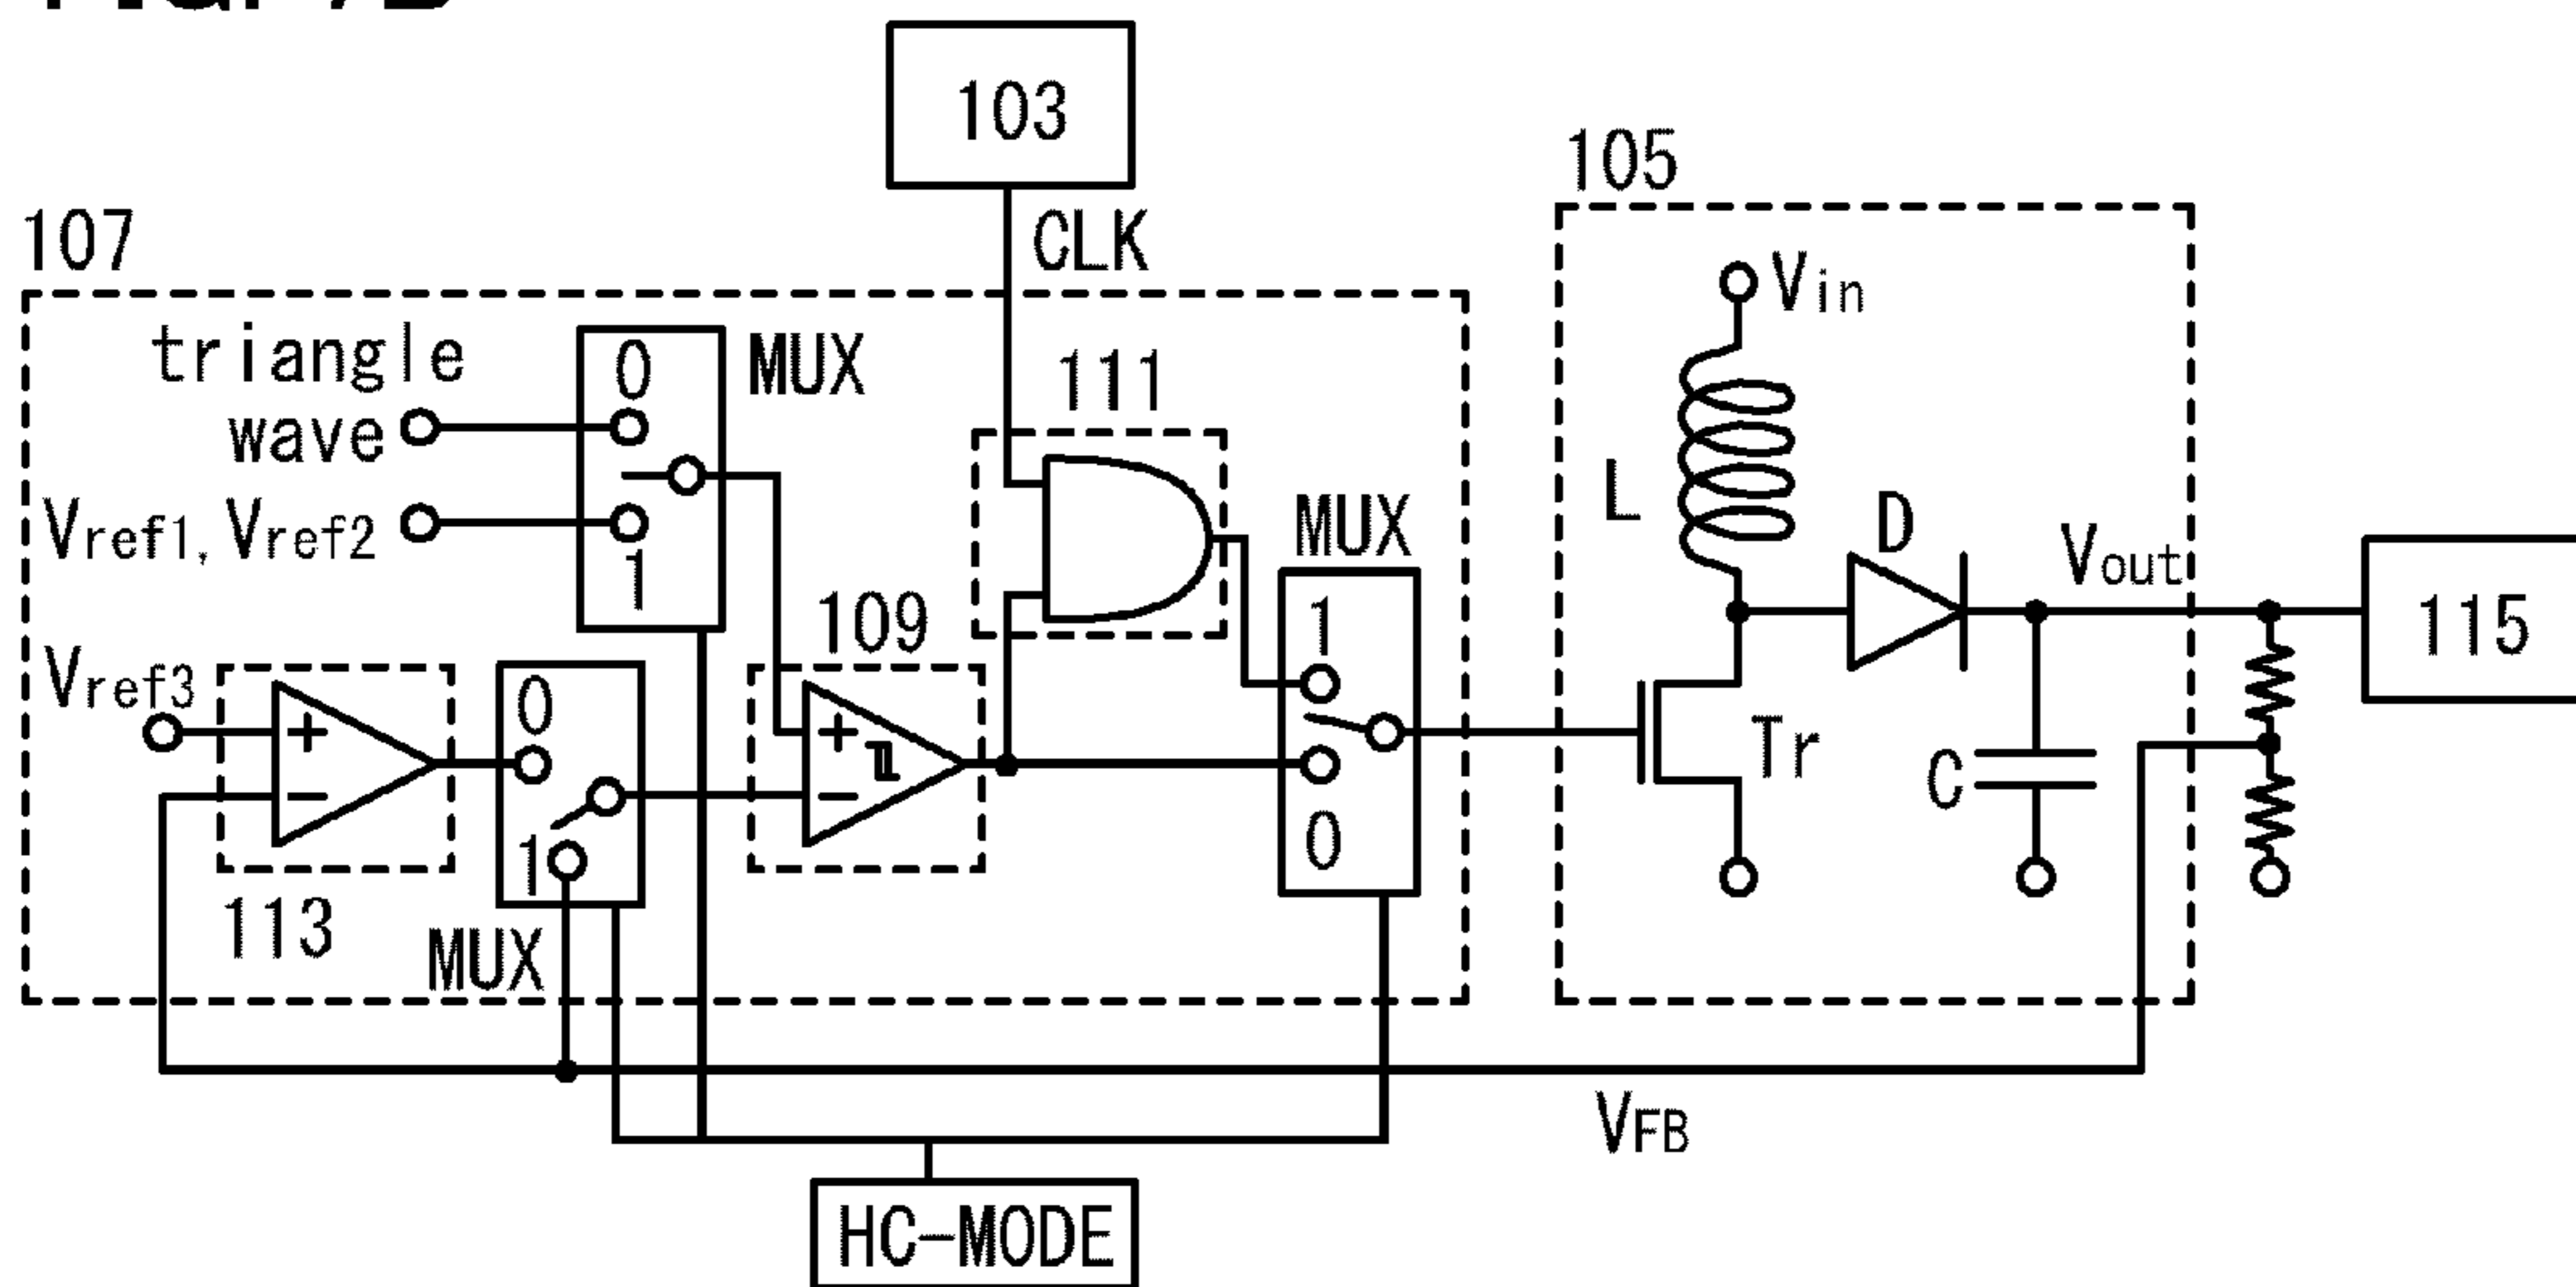 103
105
107
CLK
Vin
triangle
wave
0
MUX
111
Vref1, Vref2
1
L
D
MUX
Vout
109
1
115
Vref3
0
+
−
+
−
Tr
C
1
0
113
MUX
VFB
HC-MODE